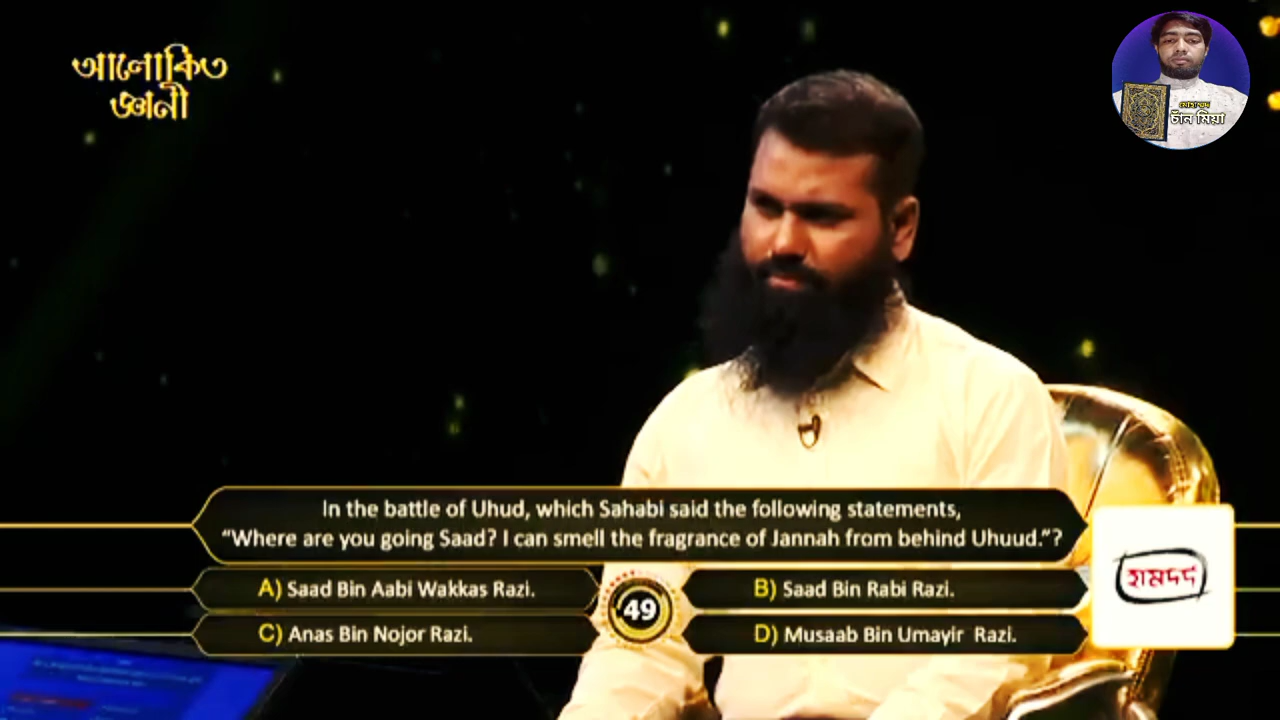 আলোকিত
জ্ঞানী
চাঁন মিয়া
In the battle of Uhud, which Sahabi said the following statements,
“Where are you going Saad? I can smell the fragrance of Jannah from behind Uhuud.”?
A) Saad Bin Aabi Wakkas Razi.
B) Saad Bin Rabi Razi.
49
C) Anas Bin Nojor Razi.
D) Musaab Bin Umayir Razi.
হামদর্দ